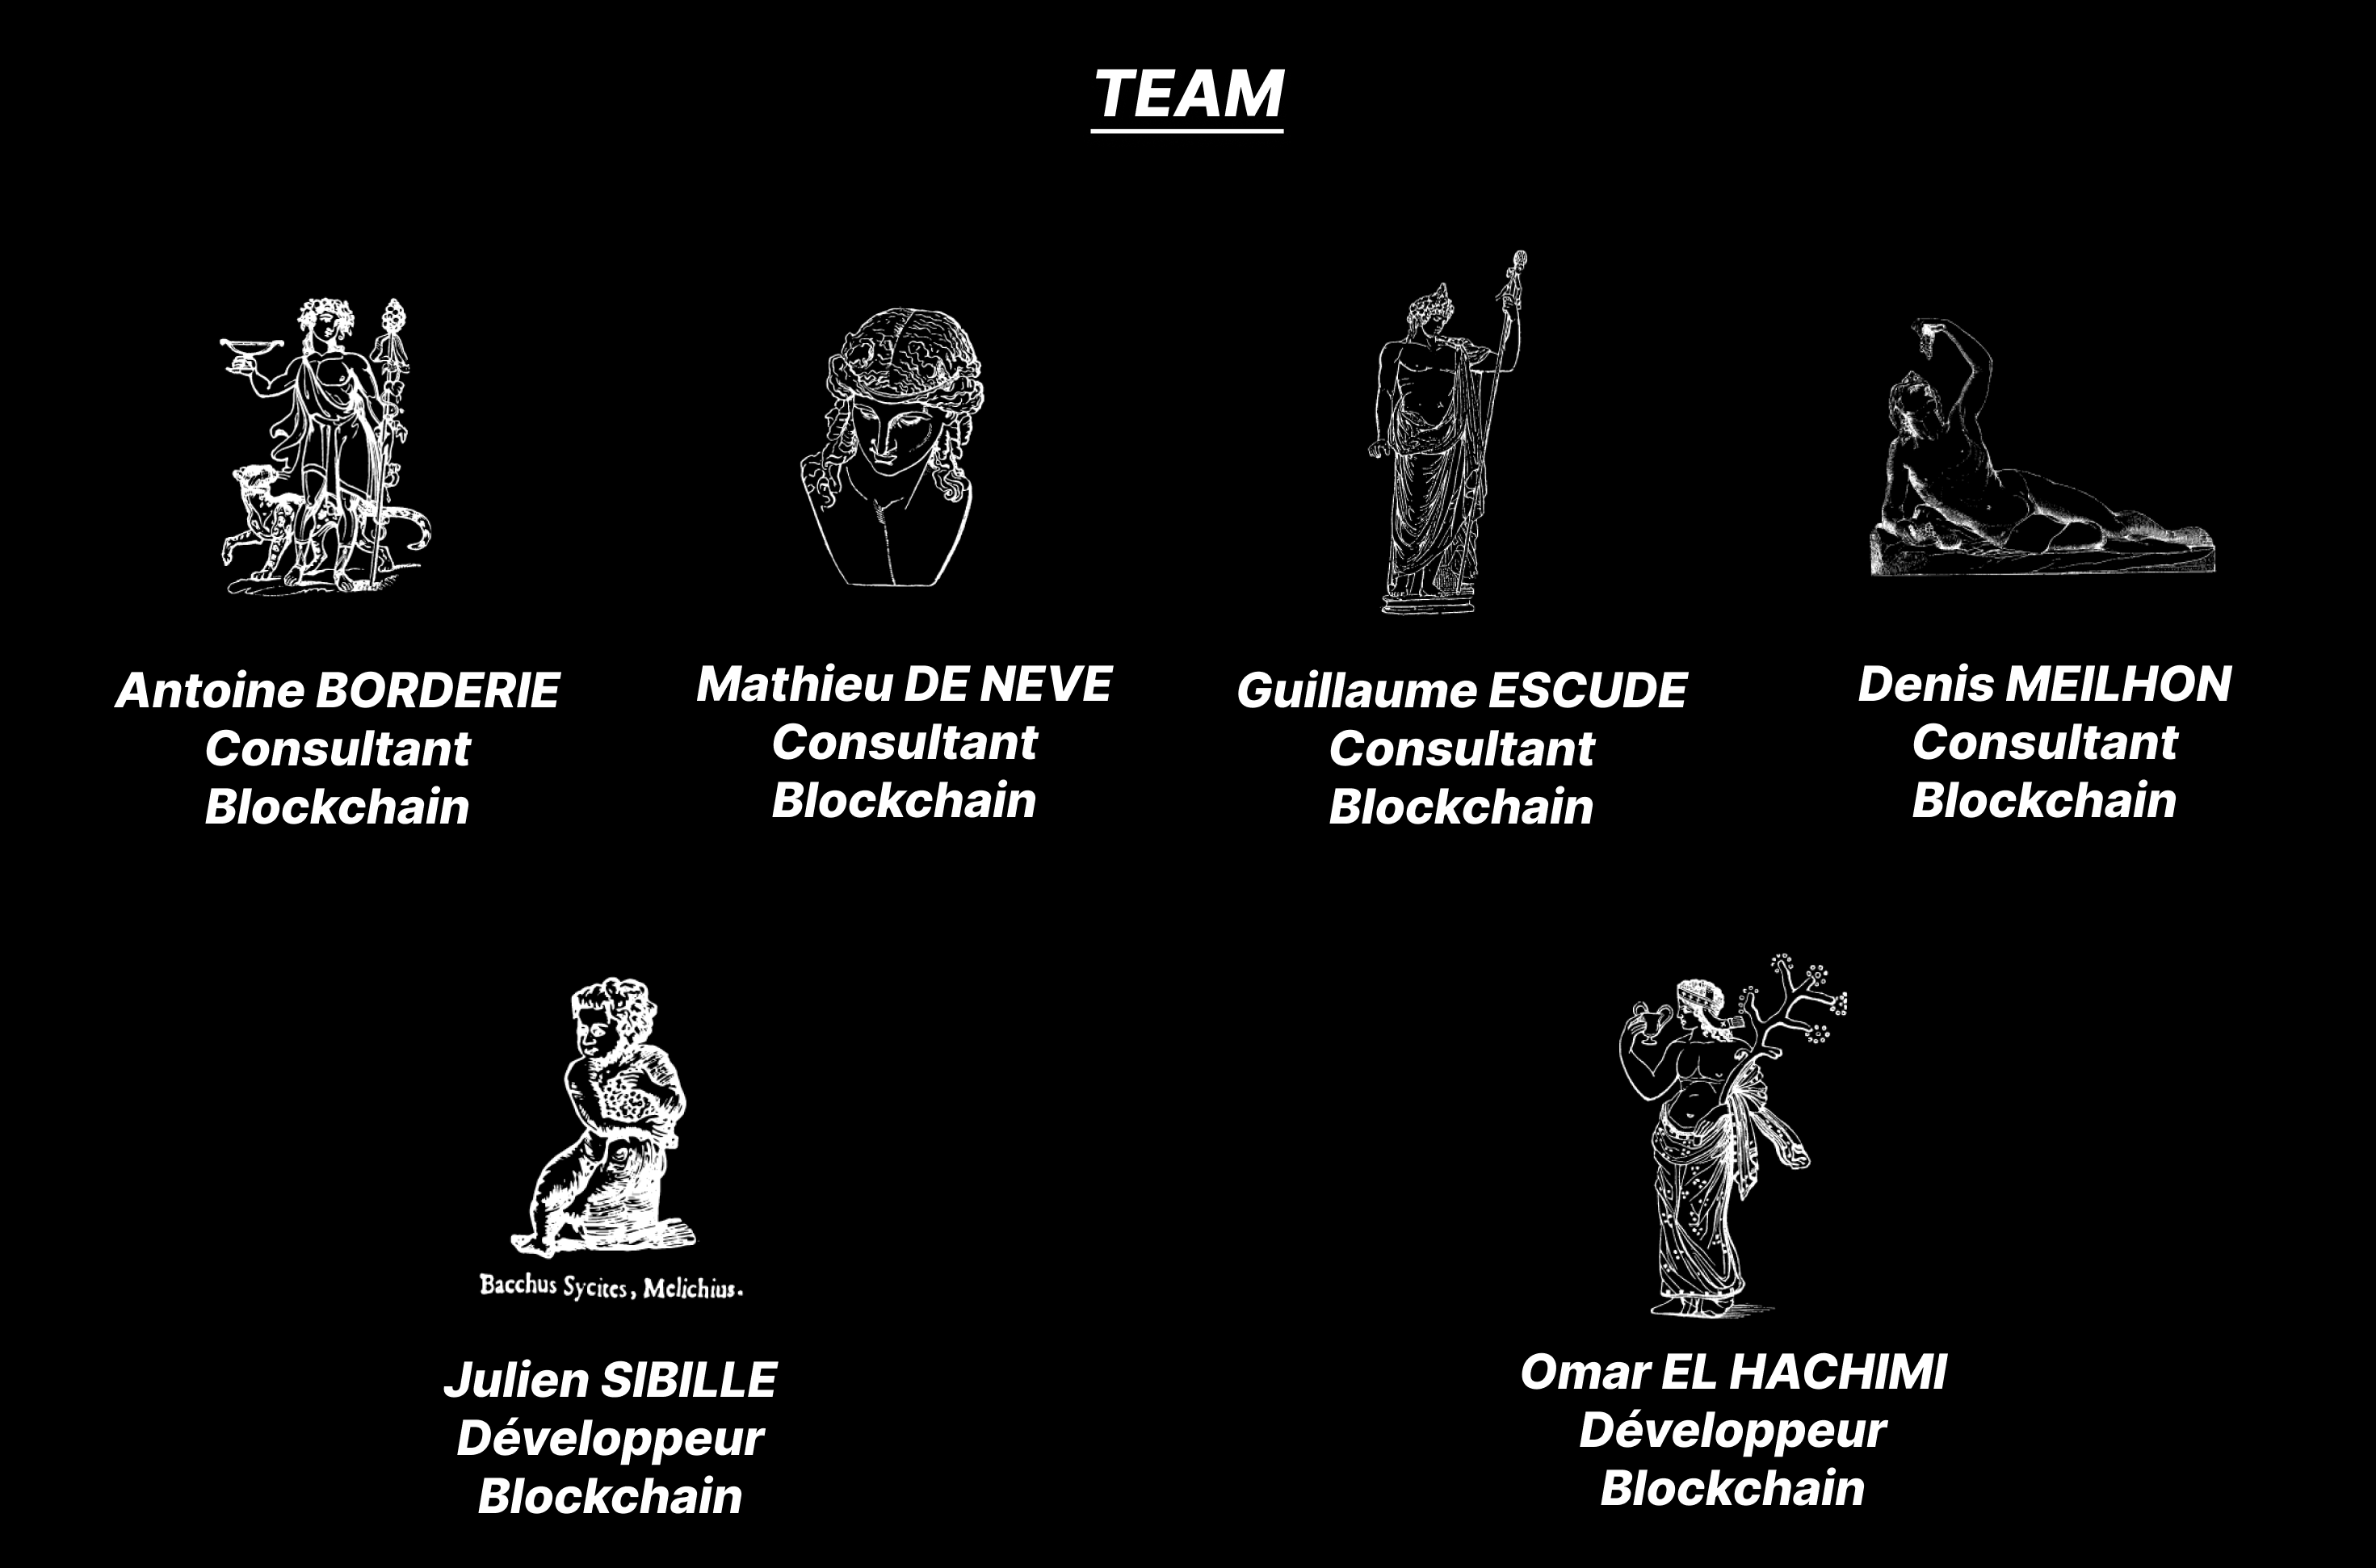 TEAM
Antoine BORDERIE
Consultant
Blockchain
Mathieu DE NEVE
Consultant
Blockchain
Guillaume ESCUDE
Consultant
Blockchain
Denis MEILHON
Consultant
Blockchain
Bacchus Sycites, Melichius.
Julien SIBILLE
Développeur
Blockchain
Omar EL HACHIMI
Développeur
Blockchain